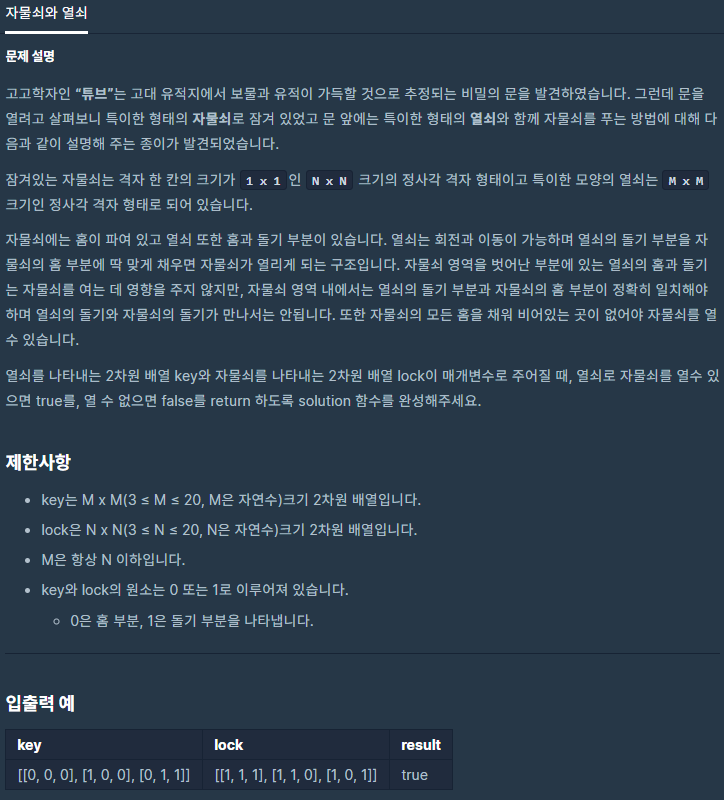 자물쇠와 열쇠
문제 설명
고고학자인 “튜브”는 고대 유적지에서 보물과 유적이 가득할 것으로 추정되는 비밀의 문을 발견하였습니다. 그런데 문을
열려고 살펴보니 특이한 형태의 자물쇠로 잠겨 있었고 문 앞에는 특이한 형태의 열쇠와 함께 자물쇠를 푸는 방법에 대해 다
음과 같이 설명해 주는 종이가 발견되었습니다.
잠겨있는 자물쇠는 격자 한 칸의 크기가 1 x 1인 N x N 크기의 정사각 격자 형태이고 특이한 모양의 열쇠는 M x M
크기인 정사각 격자 형태로 되어 있습니다.
자물쇠에는 홈이 파여 있고 열쇠 또한 홈과 돌기 부분이 있습니다. 열쇠는 회전과 이동이 가능하며 열쇠의 돌기 부분을 자
물쇠의 홈 부분에 딱 맞게 채우면 자물쇠가 열리게 되는 구조입니다. 자물쇠 영역을 벗어난 부분에 있는 열쇠의 홈과 돌기
는 자물쇠를 여는 데 영향을 주지 않지만, 자물쇠 영역 내에서는 열쇠의 돌기 부분과 자물쇠의 홈 부분이 정확히 일치해야
하며 열쇠의 돌기와 자물쇠의 돌기가 만나서는 안됩니다. 또한 자물쇠의 모든 홈을 채워 비어있는 곳이 없어야 자물쇠를 열
수 있습니다.
열쇠를 나타내는 2차원 배열 key와 자물쇠를 나타내는 2차원 배열 lock이 매개변수로 주어질 때, 열쇠로 자물쇠를 열수 있
으면 true를, 열 수 없으면 false를 return 하도록 solution 함수를 완성해주세요.
제한사항
• key는 M x M(3 ≤ M ≤ 20, M은 자연수)크기 2차원 배열입니다.
• lock은 N x N(3 ≤ N ≤ 20, N은 자연수)크기 2차원 배열입니다.
• M은 항상 N 이하입니다.
• key와 lock의 원소는 0 또는 1로 이루어져 있습니다.
◦ 0은 홈 부분, 1은 돌기 부분을 나타냅니다.
입출력 예
key lock result
[[0, 0, 0], [1, 0, 0], [0, 1, 1]] [[1, 1, 1], [1, 1, 0], [1, 0, 1]] true